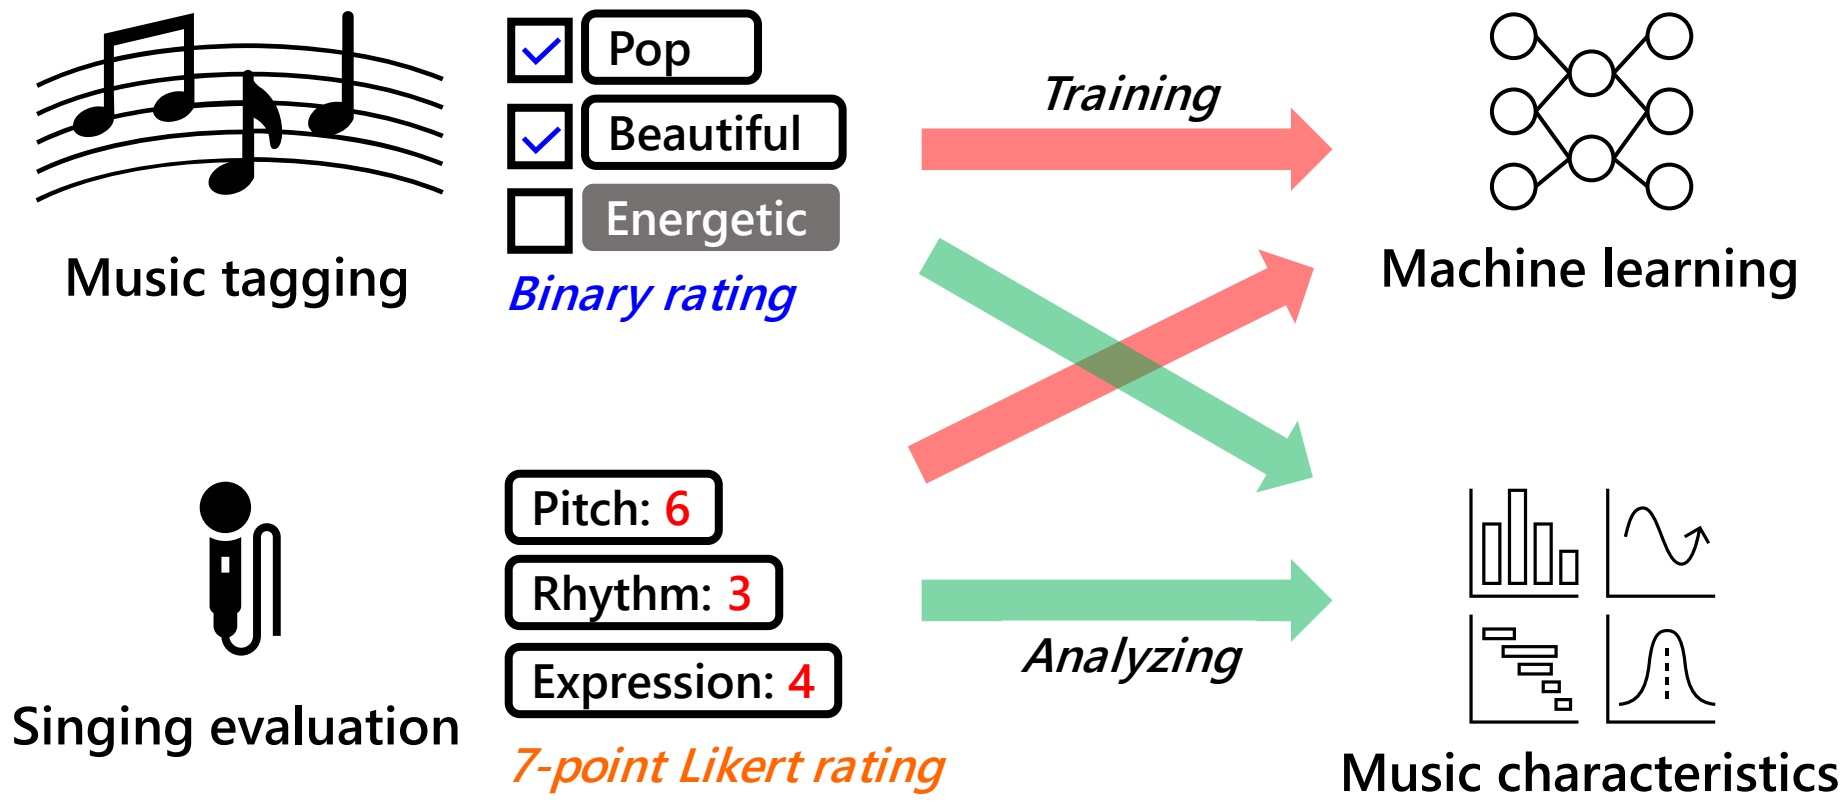 Pop
Beautiful
Energetic
Music tagging
Binary rating
Training
Machine learning
Pitch: 6
Rhythm: 3
Expression: 4
Singing evaluation
7-point Likert rating
Analyzing
Music characteristics